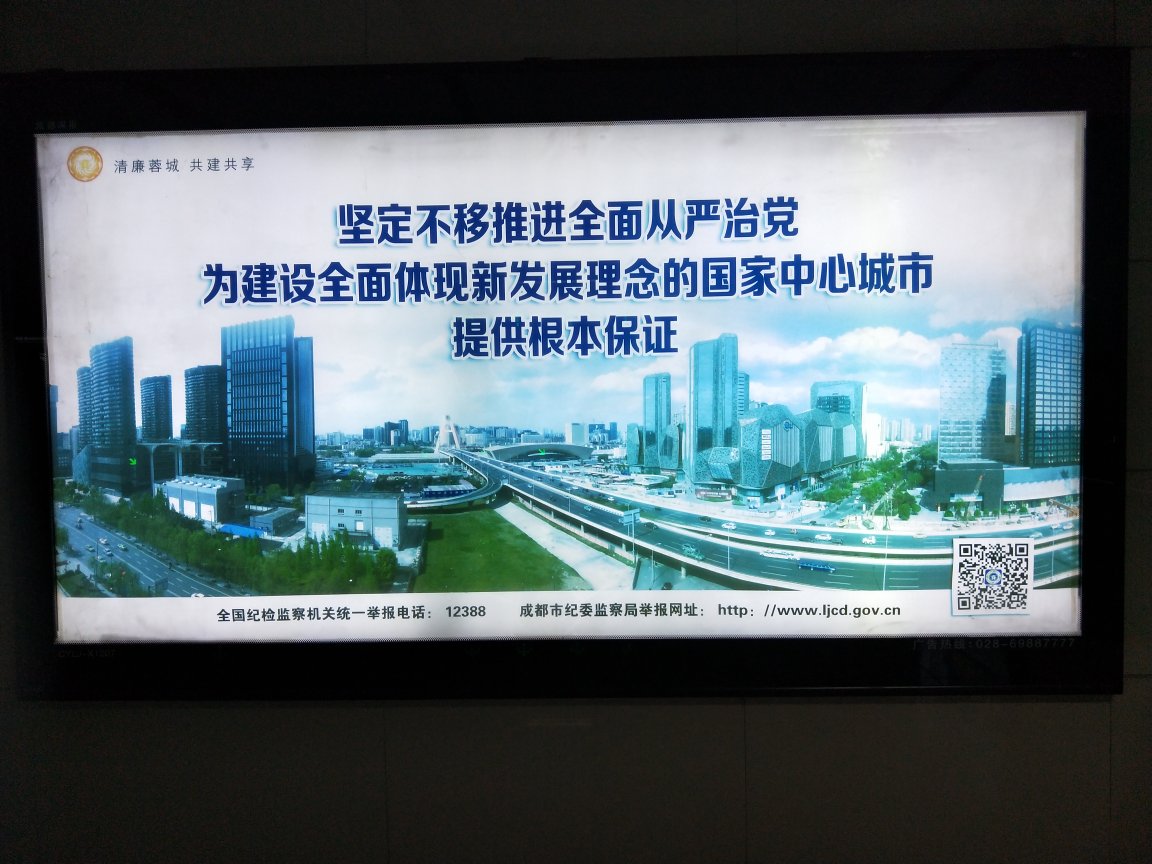 清廉蓉城 共建共享
坚定不移推进全面从严治党
为建设全面体现新发展理念的国家中心城市
提供根本保证
全国纪检监察机关统一举报电话： 12388 成都市纪委监察局举报网址： http: //www.ljcd.gov.cn